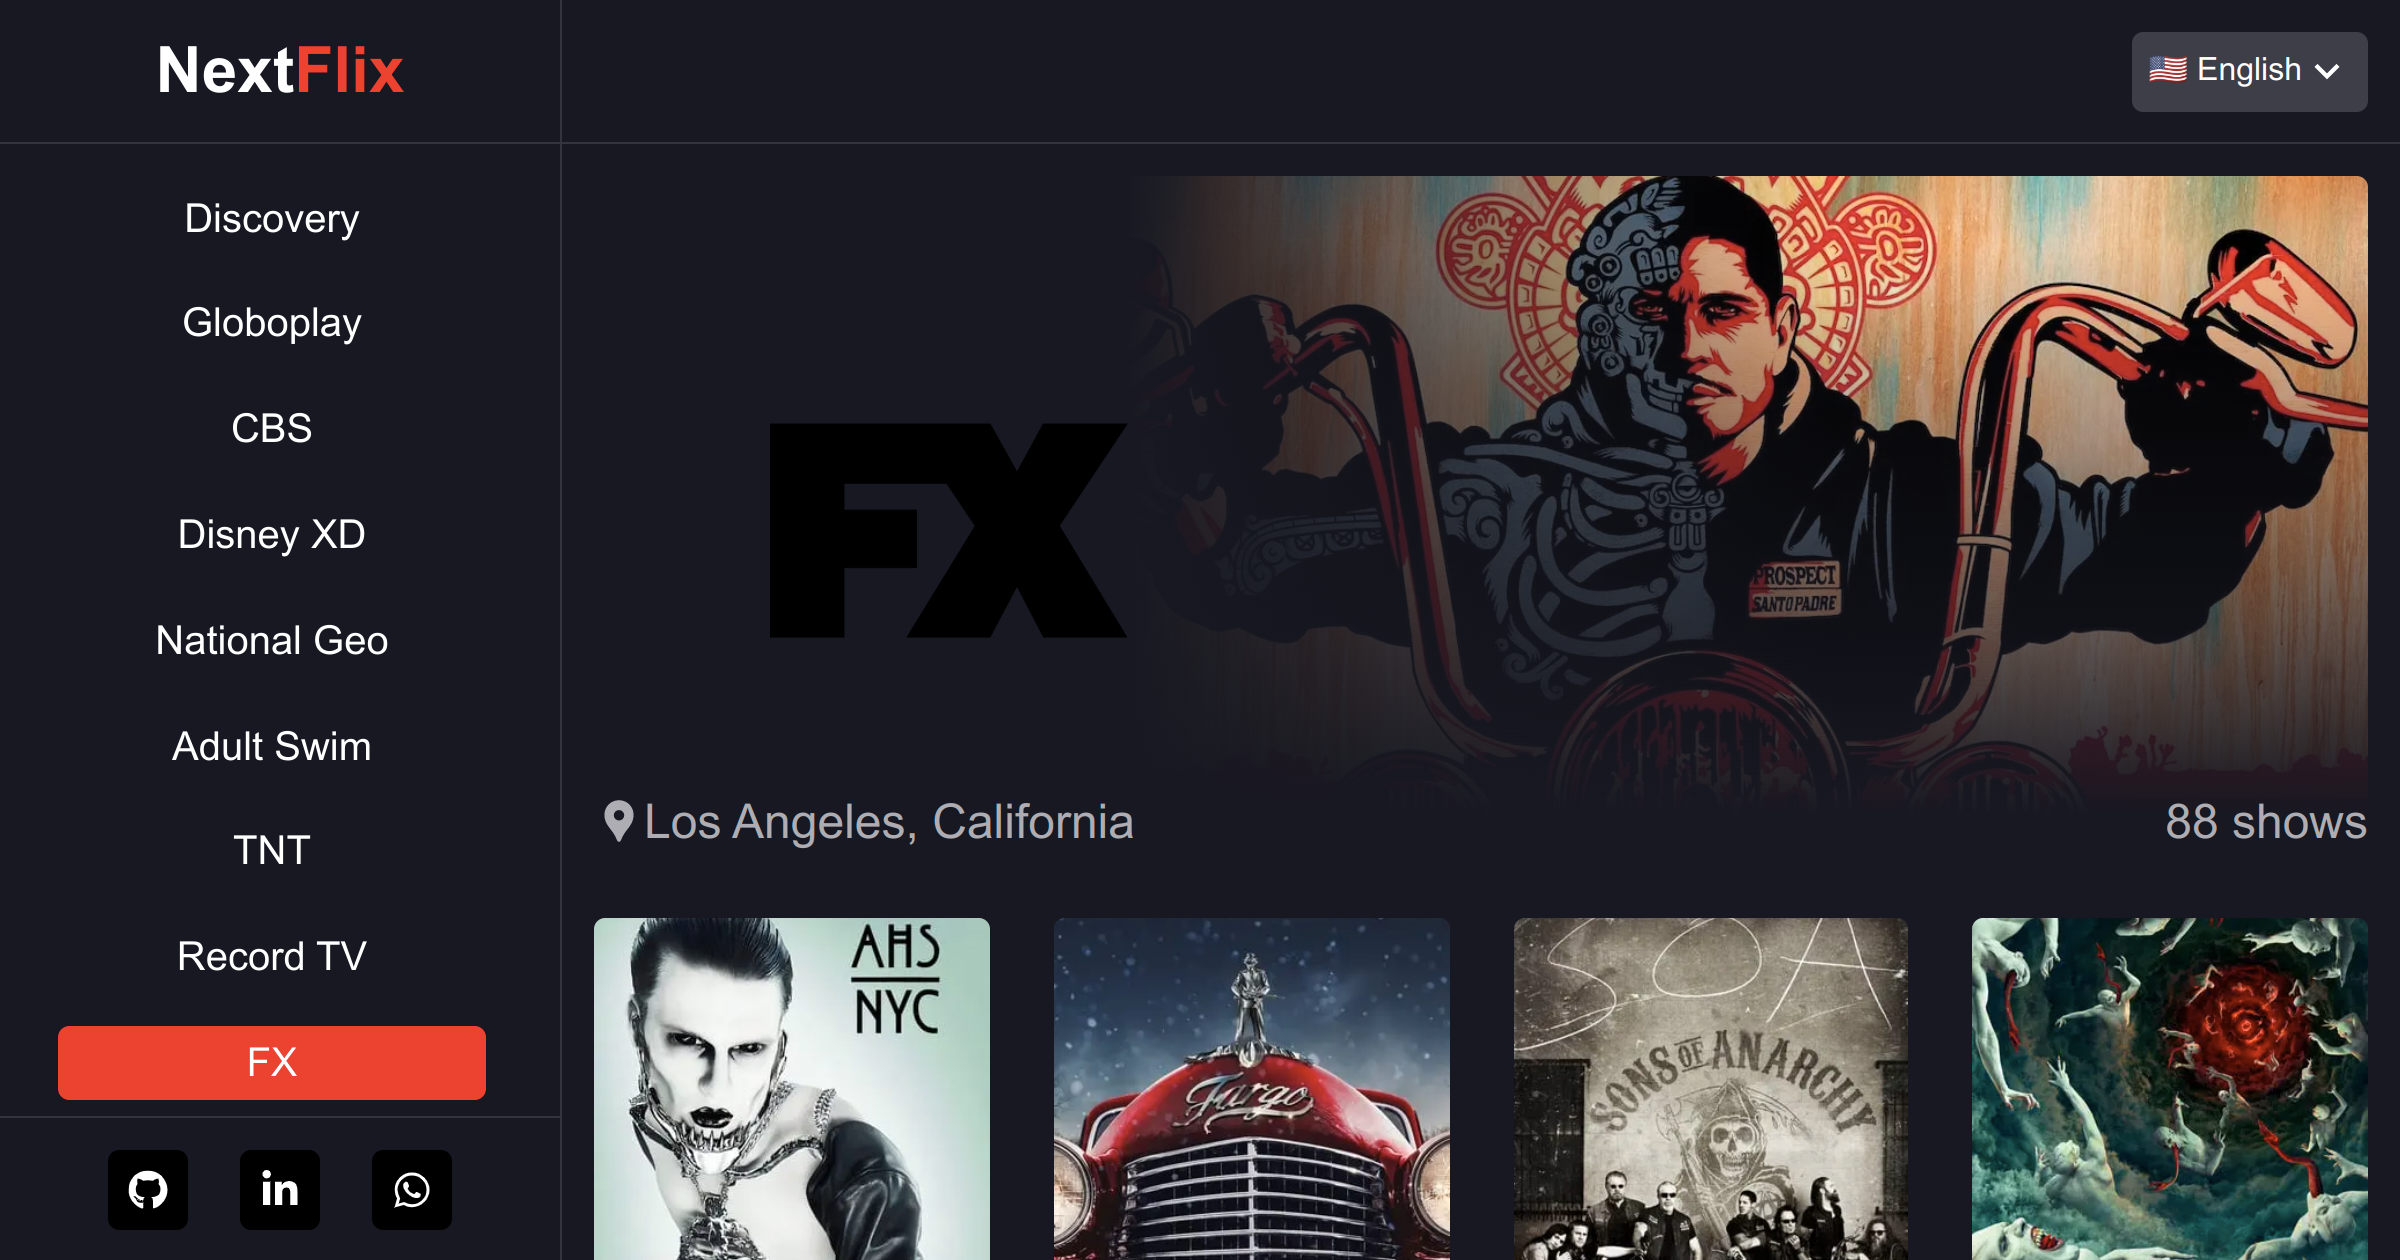 NextFlix
🇺🇸 English
Discovery
Globoplay
CBS
Disney XD
National Geo
Adult Swim
TNT
Record TV
FX
FX
PROSPECT
SANTO PADRE
Los Angeles, California
88 shows
AHS
NYC
Fargo
SOA
SONS OF ANARCHY
in